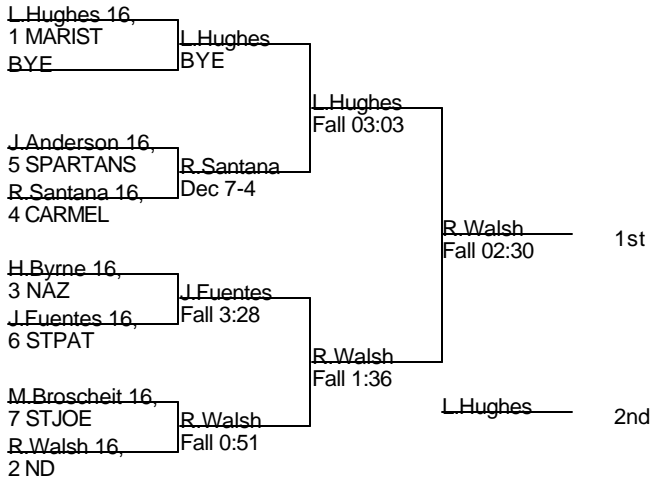 L.Hughes 16,
1 MARIST
BYE
L.Hughes
BYE
L.Hughes
Fall 03:03
J.Anderson 16,
5 SPARTANS
R.Santana 16,
4 CARMEL
R.Santana
Dec 7-4
R.Walsh
Fall 02:30
1st
H.Byrne 16,
3 NAZ
J.Fuentes 16,
6 STPAT
J.Fuentes
Fall 3:28
R.Walsh
Fall 1:36
M.Broscheit 16,
7 STJOE
R.Walsh 16,
2 ND
R.Walsh
Fall 0:51
L.Hughes
2nd